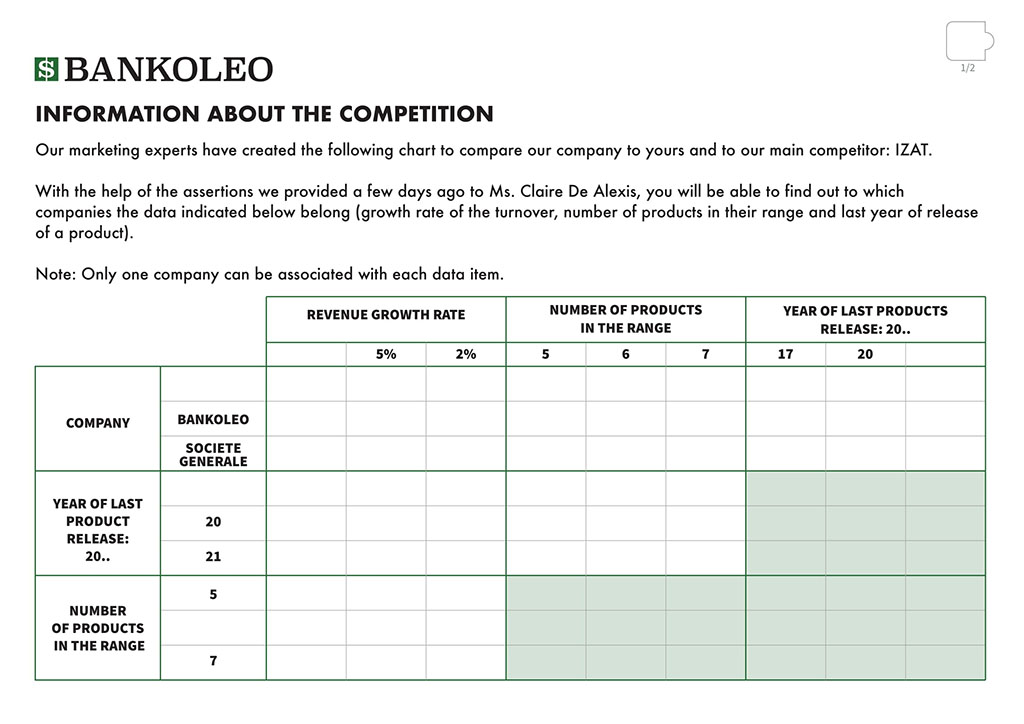 1/2
$ BANKOLEO
INFORMATION ABOUT THE COMPETITION
Our marketing experts have created the following chart to compare our company to yours and to our main competitor: IZAT.
With the help of the assertions we provided a few days ago to Ms. Claire De Alexis, you will be able to find out to which
companies the data indicated below belong (growth rate of the turnover, number of products in their range and last year of release
of a product).
Note: Only one company can be associated with each data item.
REVENUE GROWTH RATE
NUMBER OF PRODUCTS
IN THE RANGE
YEAR OF LAST PRODUCTS
RELEASE: 20..
5% 2% 5 6 7 17 20
COMPANY
BANKOLEO
SOCIETE
GENERALE
YEAR OF LAST
PRODUCT
RELEASE:
20..
20
21
NUMBER
OF PRODUCTS
IN THE RANGE
5
7